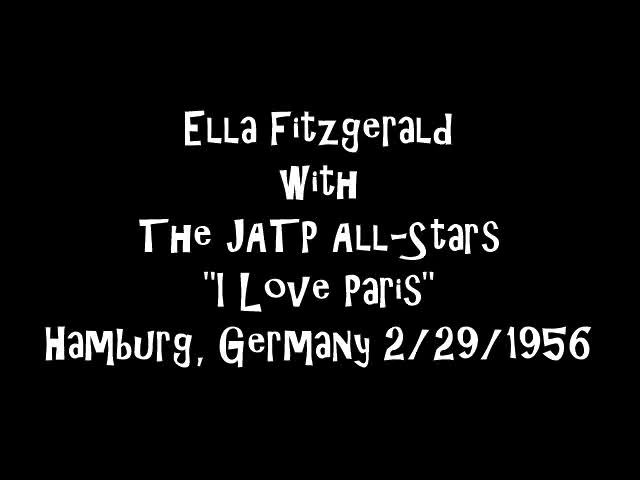 Ella Fitzgerald
With
The JATP All-Stars
"I Love Paris"
Hamburg, Germany 2/29/1956